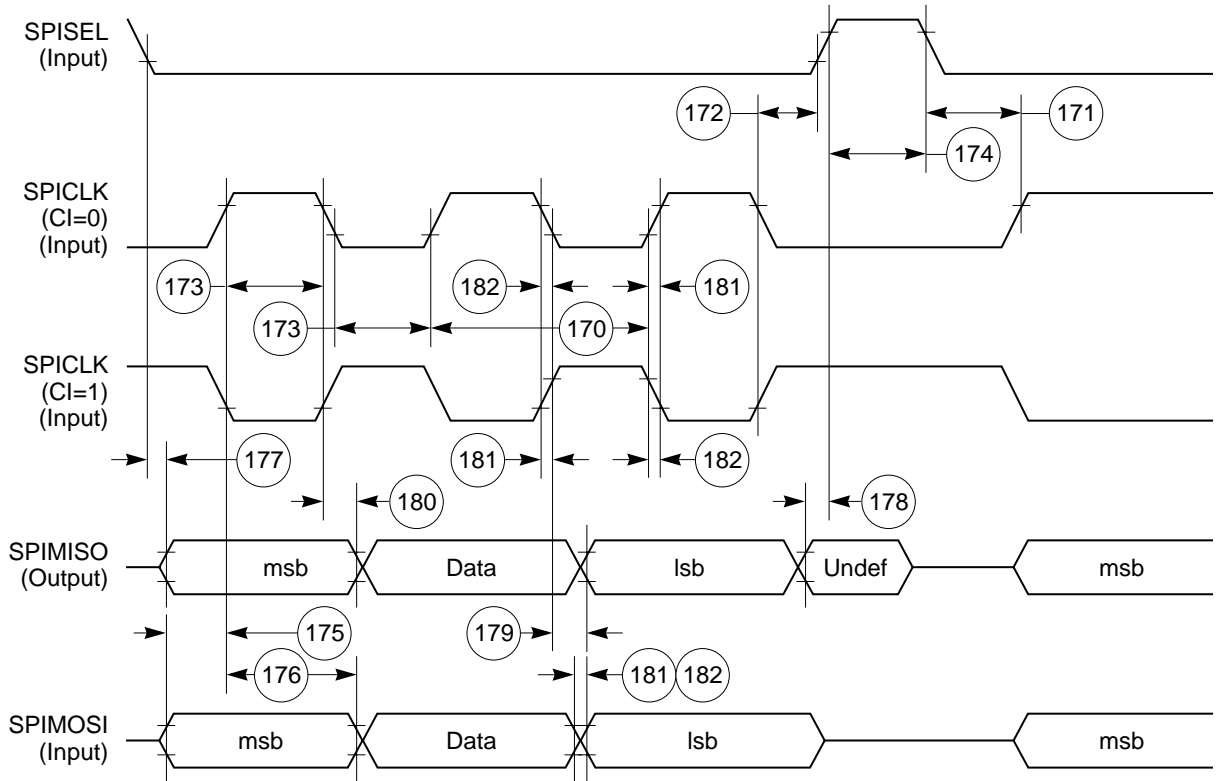 SPISEL
(Input)
172
171
174
SPICLK
(CI=0)
(Input)
173
182
181
173
170
SPICLK
(CI=1)
(Input)
177
181
182
180
178
SPIMISO
(Output)
msb
Data
lsb
Undef
msb
175
179
176
181
182
SPIMOSI
(Input)
msb
Data
lsb
msb